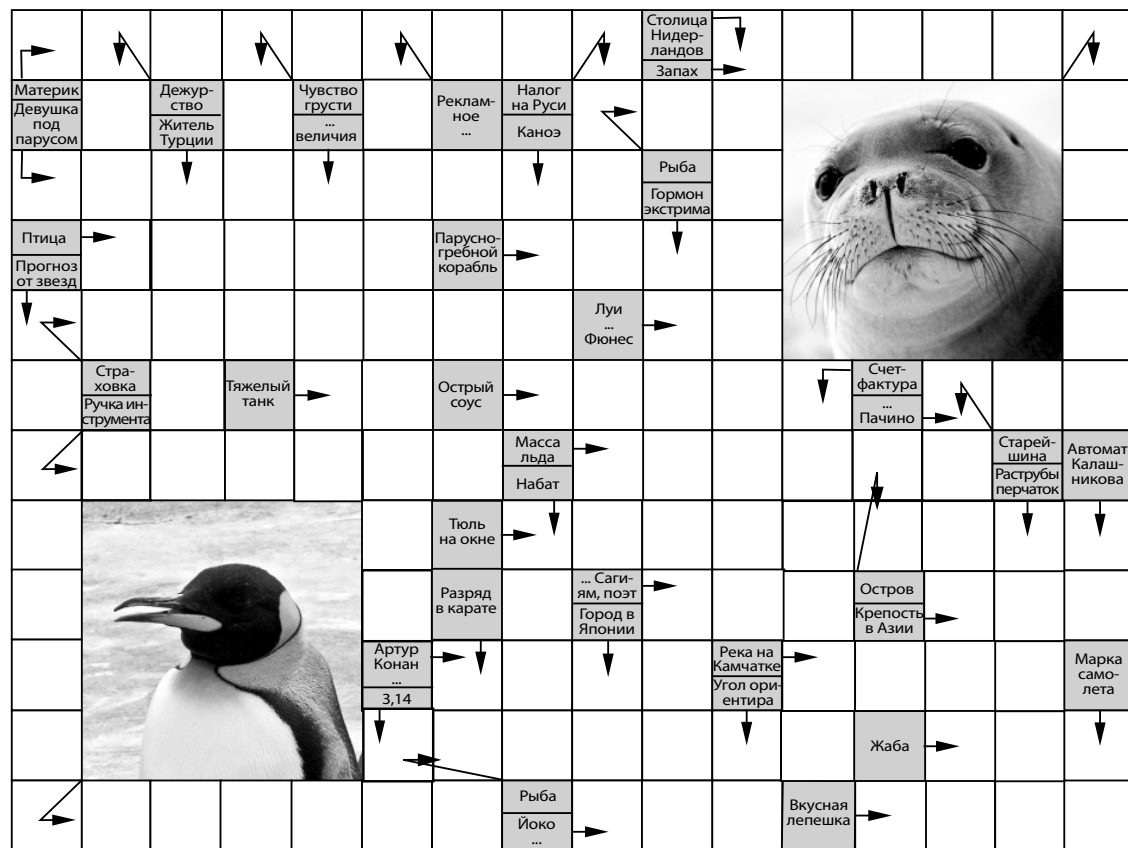 Столица
Нидер-
ландов
Запах
Материк
Девушка
под
парусом
Дежур-
ство
Житель
Турции
Чувство
грусти
...
величия
Реклам-
ное
...
Налог
на Руси
Каноэ
Рыба
Гормон
экстрима
Птица
Прогноз
от звезд
Парусно-
гребной
корабль
Луи
...
Фюнес
Стра-
ховка
Ручка ин-
струмента
Тяжелый
танк
Острый
соус
Счет-
фактура
...
Пачино
Масса
льда
Набат
Старей-
шина
Раструбы
перчаток
Автомат
Калаш-
никова
Тюль
на окне
Разряд
в карате
... Саги-
ям, поэт
Город в
Японии
Остров
Крепость
в Азии
Артур
Конан
...
3,14
Река на
Камчатке
Угол ори-
ентира
Марка
само-
лета
Жаба
Рыба
Йоко
...
Вкусная
лепешка